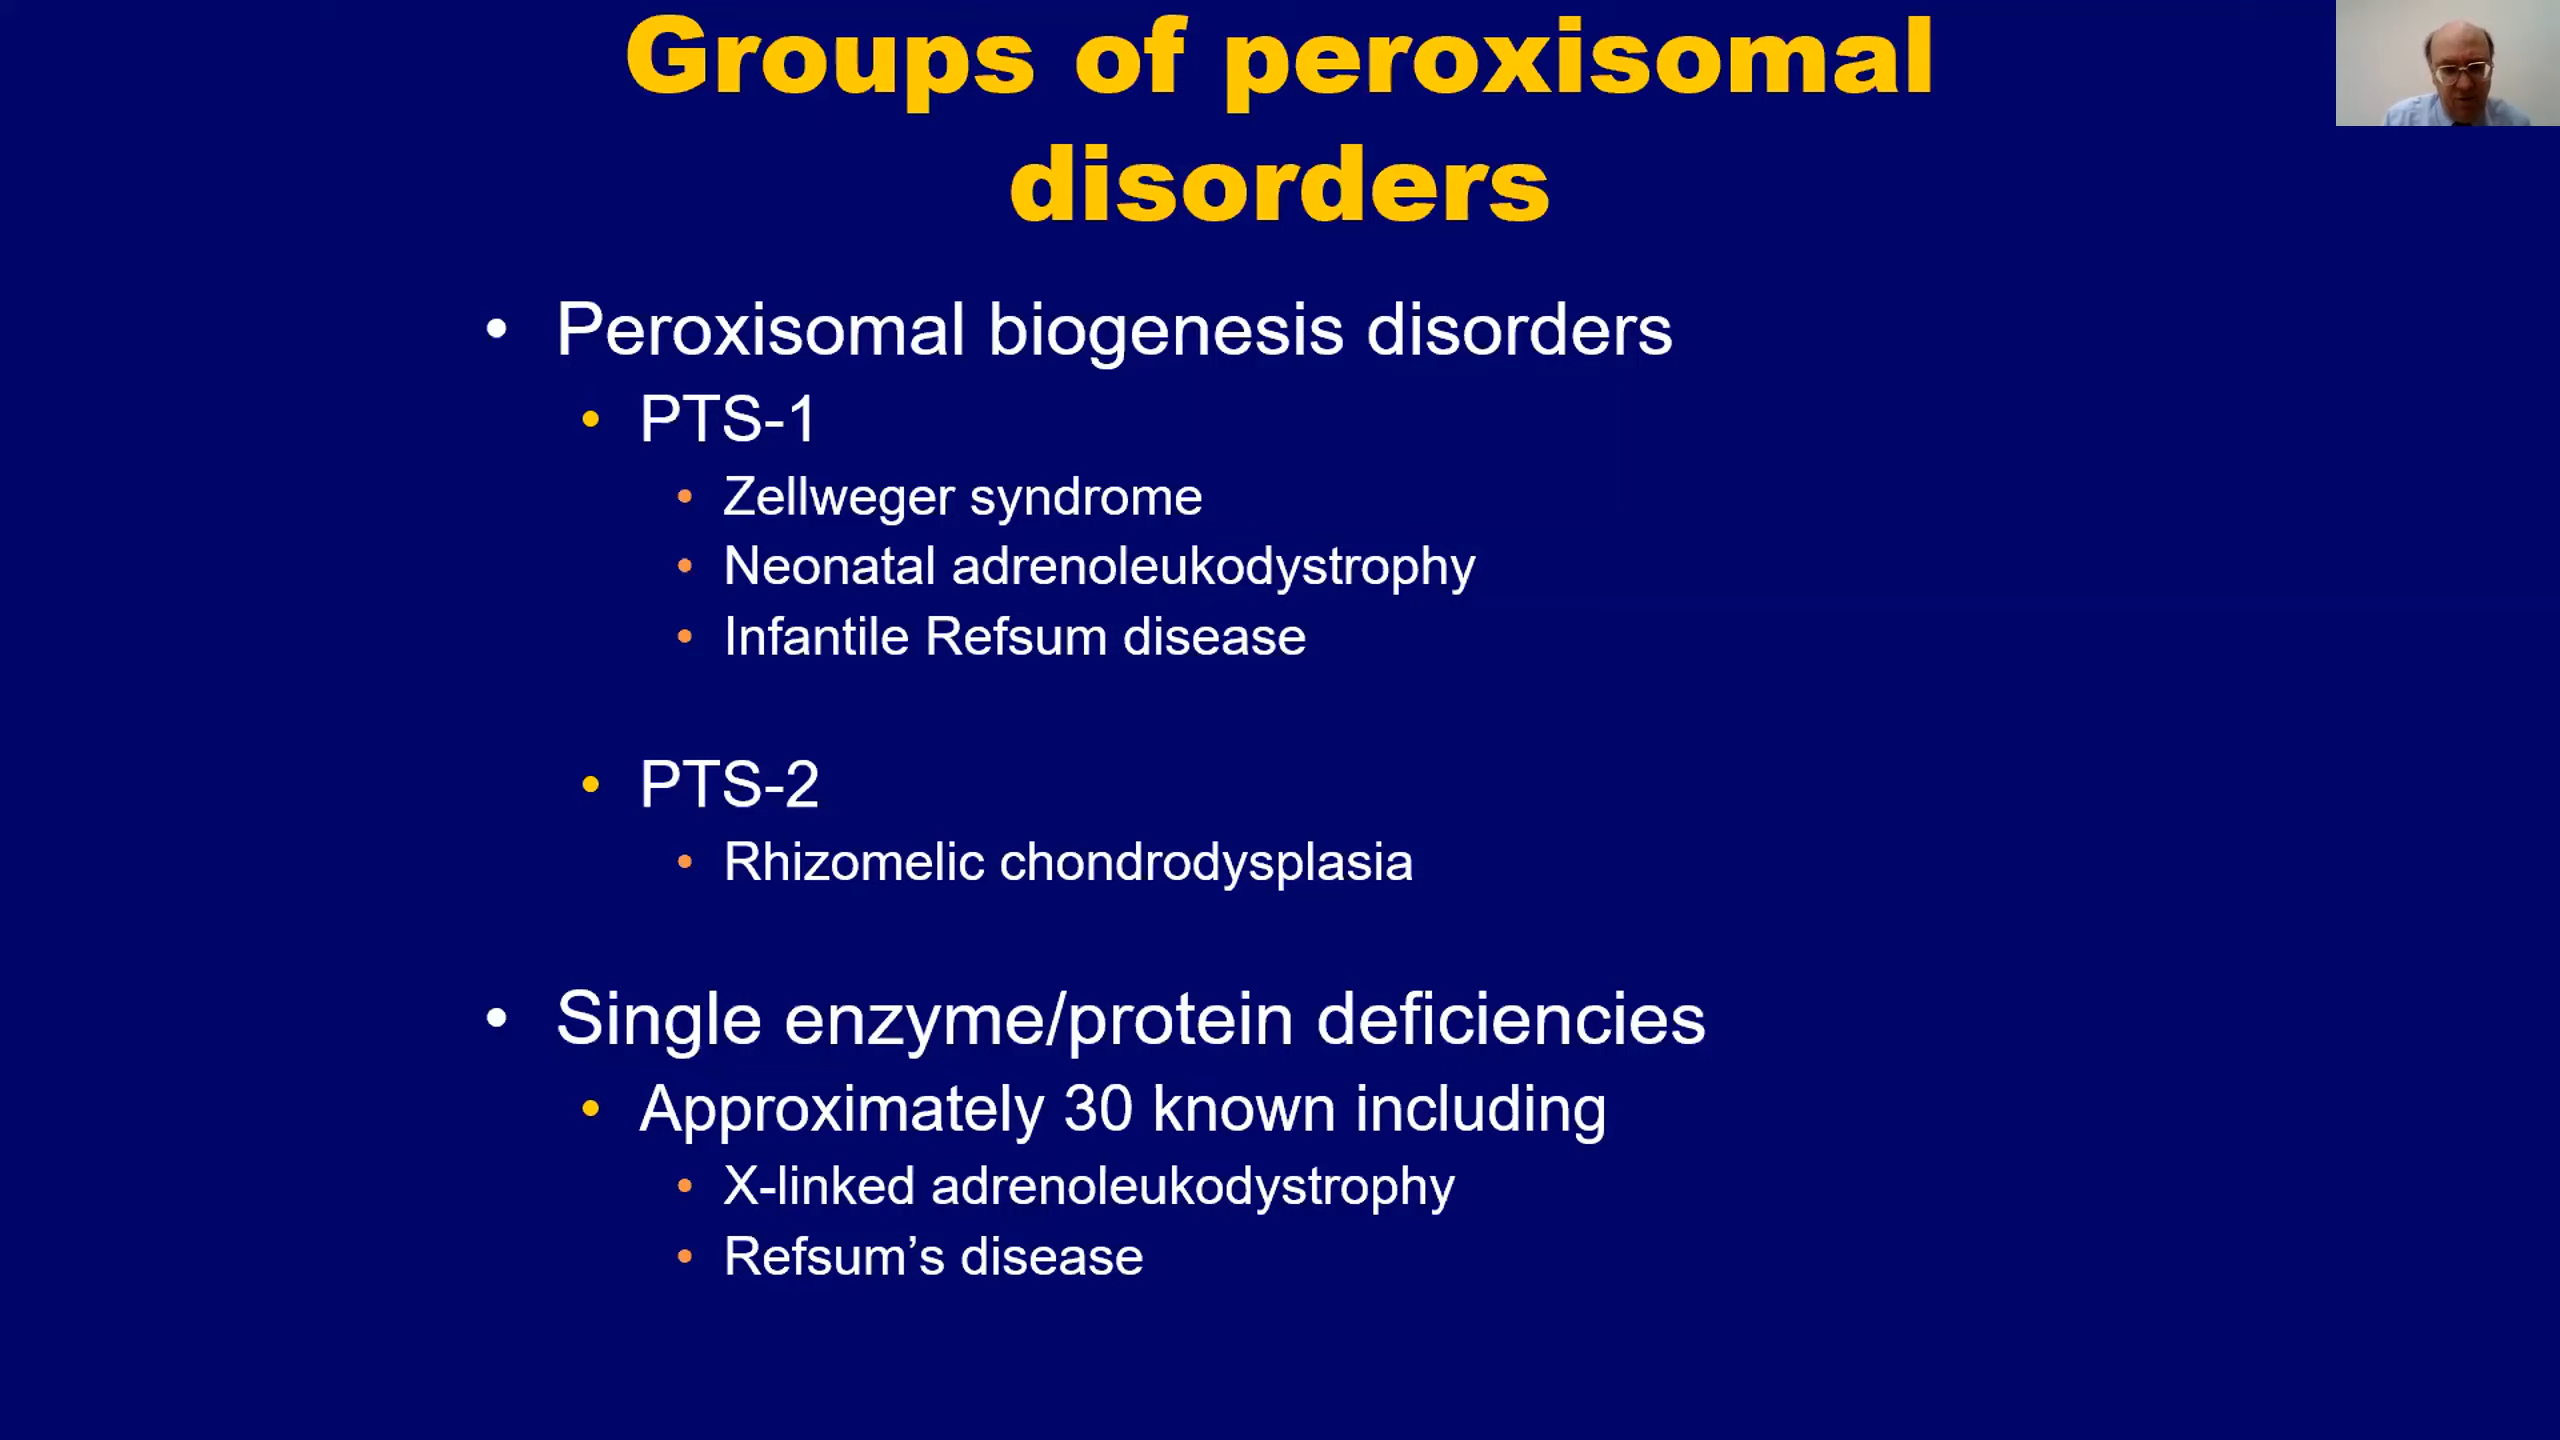 Groups of peroxisomal
disorders
• Peroxisomal biogenesis disorders
• PTS-1
• Zellweger syndrome
• Neonatal adrenoleukodystrophy
• Infantile Refsum disease
• PTS-2
• Rhizomelic chondrodysplasia
• Single enzyme/protein deficiencies
• Approximately 30 known including
• X-linked adrenoleukodystrophy
• Refsum’s disease